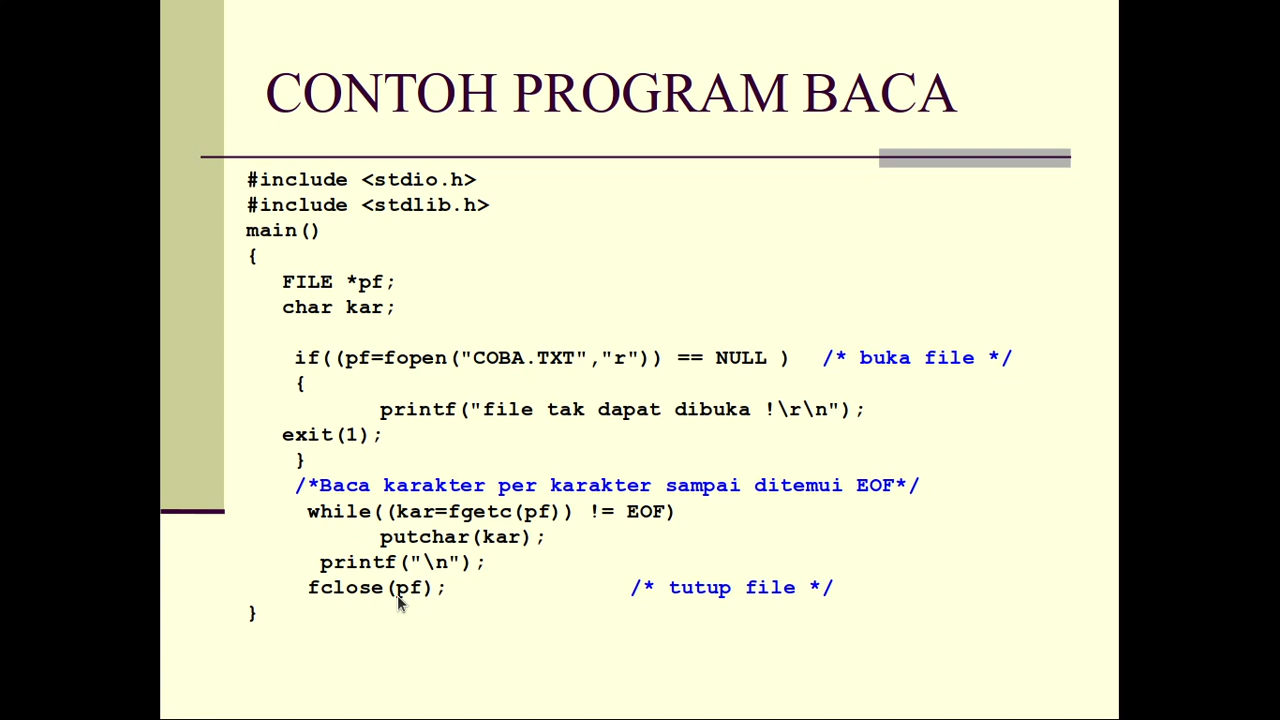 CONTOH PROGRAM BACA
#include <stdio.h>
#include <stdlib.h>
main()
{
FILE *pf;
char kar;
if((pf=fopen("COBA.TXT","r")) == NULL ) /* buka file */
{
printf("file tak dapat dibuka !\r\n");
exit(1);
}
/*Baca karakter per karakter sampai ditemui EOF*/
while((kar=fgetc(pf)) != EOF)
putchar(kar);
printf("\n");
fclose(pf); /* tutup file */
}